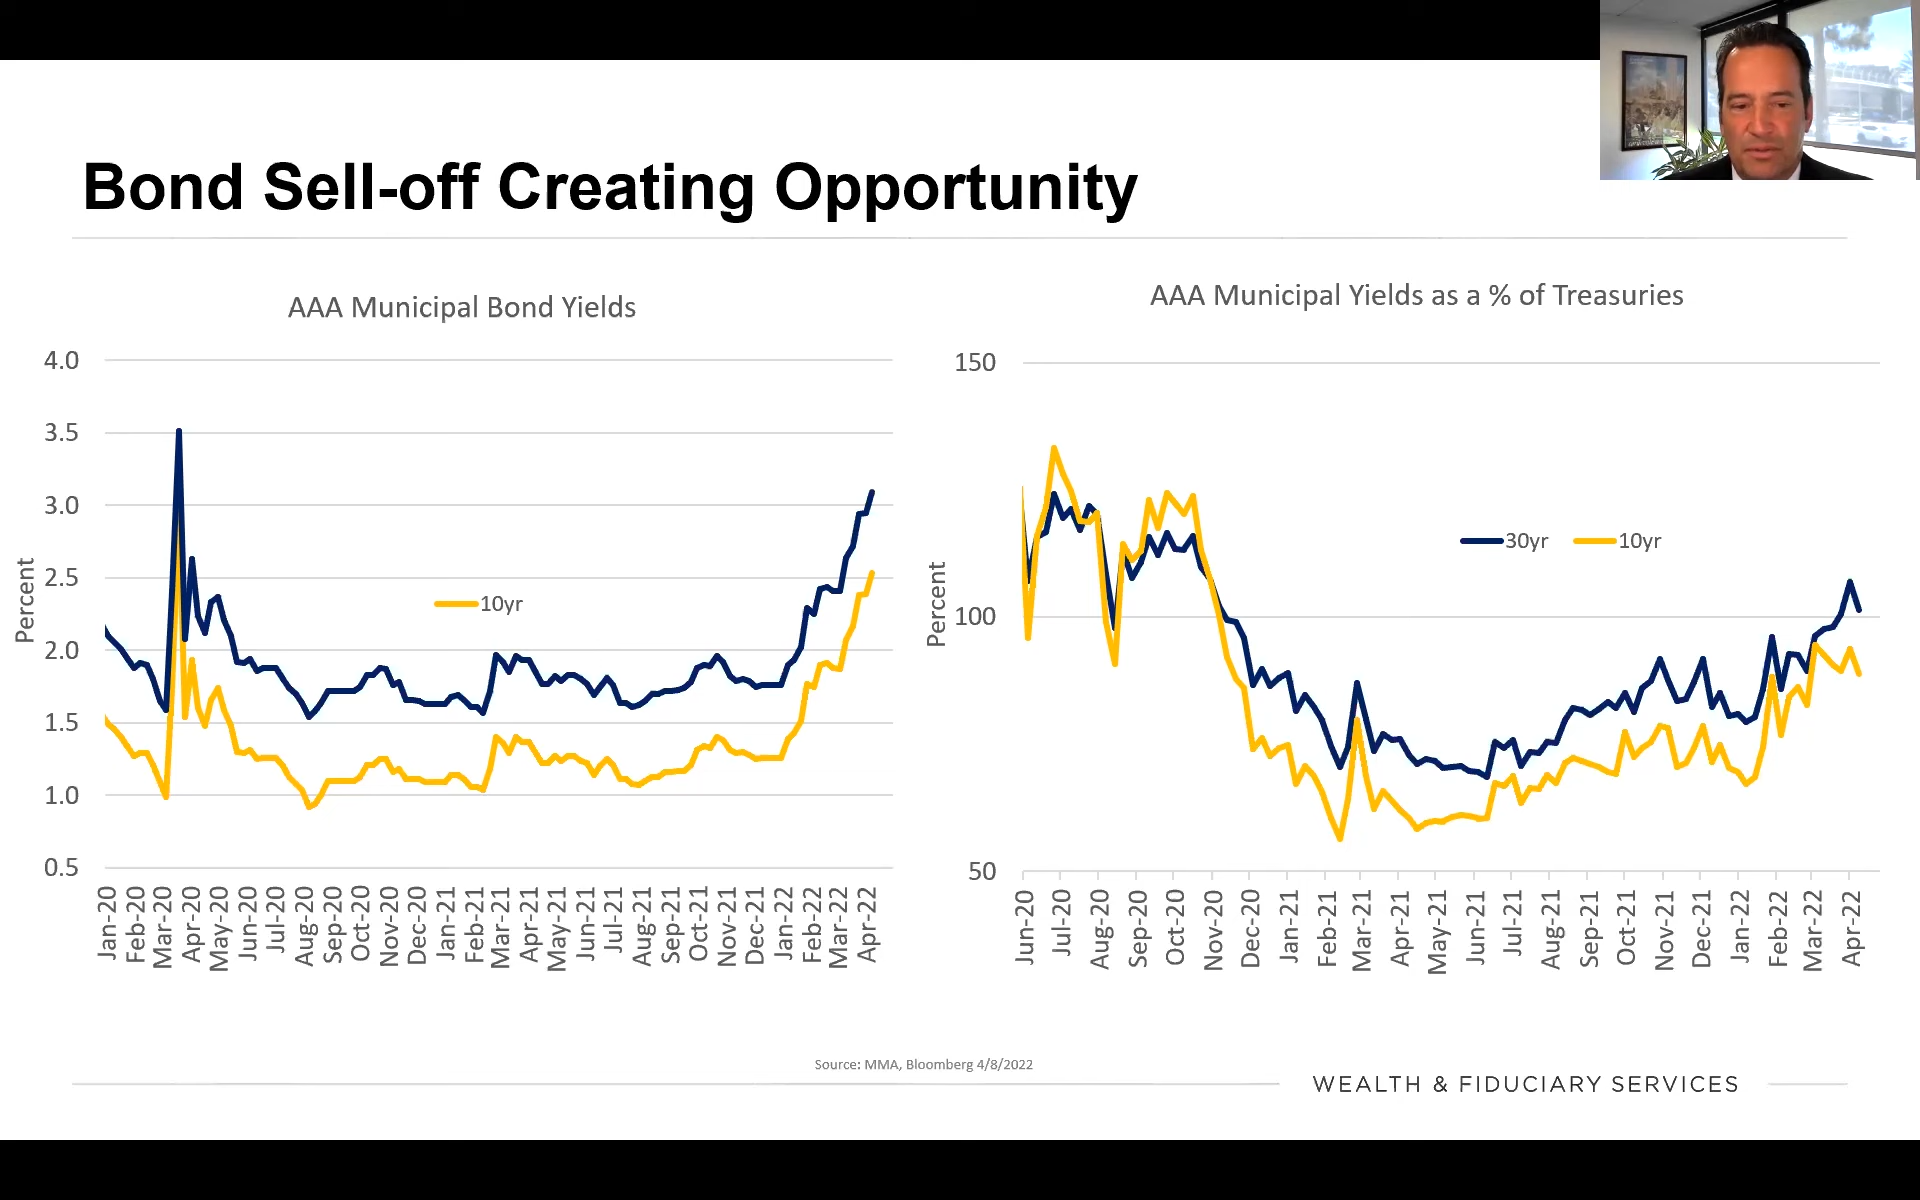 Bond Sell-off Creating Opportunity
AAA Municipal Bond Yields
4.0
3.5
3.0
2.5
2.0
1.5
1.0
0.5
Percent
10yr
Jan-20
Feb-20
Mar-20
Apr-20
May-20
Jun-20
Jul-20
Aug-20
Sep-20
Oct-20
Nov-20
Dec-20
Jan-21
Feb-21
Mar-21
Apr-21
May-21
Jun-21
Jul-21
Aug-21
Sep-21
Oct-21
Nov-21
Dec-21
Jan-22
Feb-22
Mar-22
Apr-22
AAA Municipal Yields as a % of Treasuries
150
100
50
Percent
30yr 10yr
Jun-20
Jul-20
Aug-20
Sep-20
Oct-20
Nov-20
Dec-20
Jan-21
Feb-21
Mar-21
Apr-21
May-21
Jun-21
Jul-21
Aug-21
Sep-21
Oct-21
Nov-21
Dec-21
Jan-22
Feb-22
Mar-22
Apr-22
Source: MMA, Bloomberg 4/8/2022
WEALTH & FIDUCIARY SERVICES